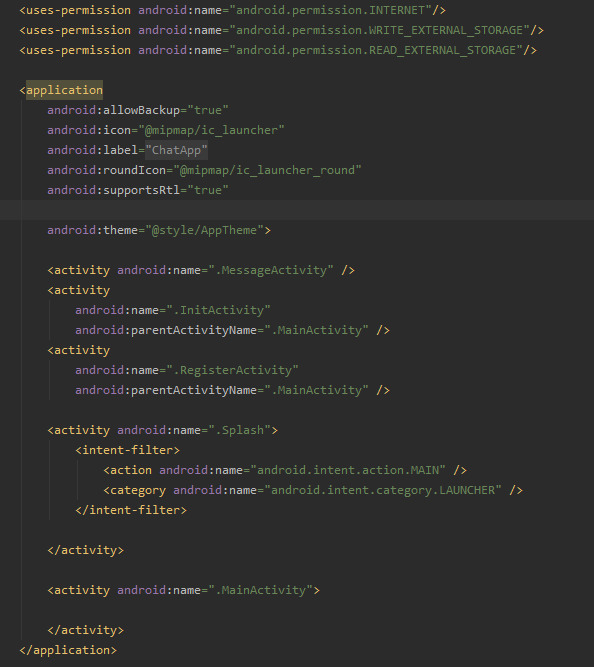 <uses-permission android:name="android.permission.INTERNET"/>
<uses-permission android:name="android.permission.WRITE_EXTERNAL_STORAGE"/>
<uses-permission android:name="android.permission.READ_EXTERNAL_STORAGE"/>
<application
android:allowBackup="true"
android:icon="@mipmap/ic_launcher"
android:label="ChatApp"
android:roundIcon="@mipmap/ic_launcher_round"
android:supportsRtl="true"
android:theme="@style/AppTheme">
<activity android:name=".MessageActivity" />
<activity
android:name=".InitActivity"
android:parentActivityName=".MainActivity" />
<activity
android:name=".RegisterActivity"
android:parentActivityName=".MainActivity" />
<activity android:name=".Splash">
<intent-filter>
<action android:name="android.intent.action.MAIN" />
<category android:name="android.intent.category.LAUNCHER" />
</intent-filter>
</activity>
<activity android:name=".MainActivity">
</activity>
</application>